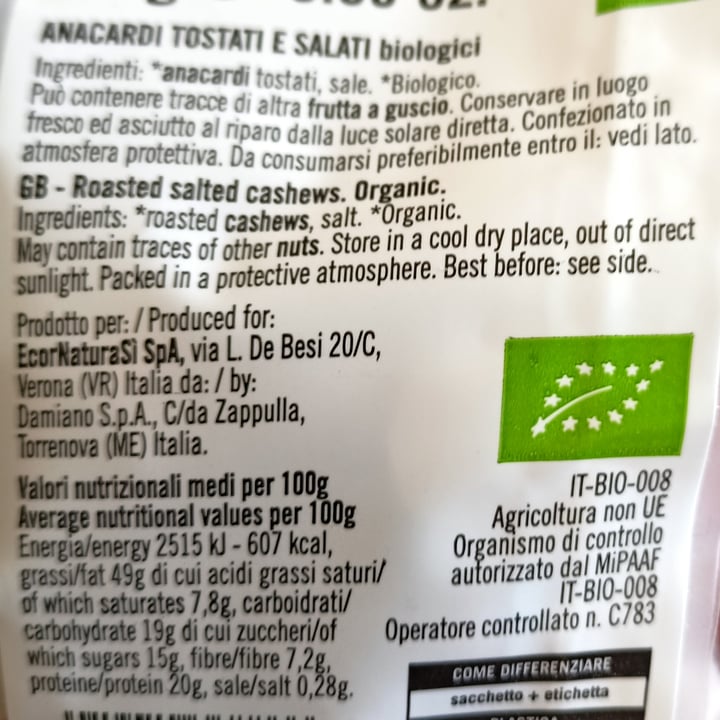 ANACARDI TOSTATI E SALATI biologici
Ingredienti: *anacardi tostati, sale. *Biologico.
Può contenere tracce di altra frutta a guscio. Conservare in luogo
fresco ed asciutto al riparo dalla luce solare diretta. Confezionato in
atmosfera protettiva. Da consumarsi preferibilmente entro il: vedi lato.
GB - Roasted salted cashews. Organic.
Ingredients: *roasted cashews, salt. *Organic.
May contain traces of other nuts. Store in a cool dry place, out of direct
sunlight. Packed in a protective atmosphere. Best before: see side.
Prodotto per: / Produced for:
EcorNaturaSì SpA, via L. De Besi 20/C,
Verona (VR) Italia da: / by:
Damiano S.p.A., C/da Zappulla,
Torrenova (ME) Italia.
Valori nutrizionali medi per 100g
Average nutritional values per 100g
Energia/energy 2515 kJ - 607 kcal,
grassi/fat 49g di cui acidi grassi saturi/
of which saturates 7,8g, carboidrati/
carbohydrate 19g di cui zuccheri/of
which sugars 15g, fibre/fibre 7,2g,
proteine/protein 20g, sale/salt 0,28g.
IT-BIO-008
Agricoltura non UE
Organismo di controllo
autorizzato dal MiPAAF
IT-BIO-008
Operatore controllato n. C783
COME DIFFERENZIARE
sacchetto + etichetta
PLASTICA